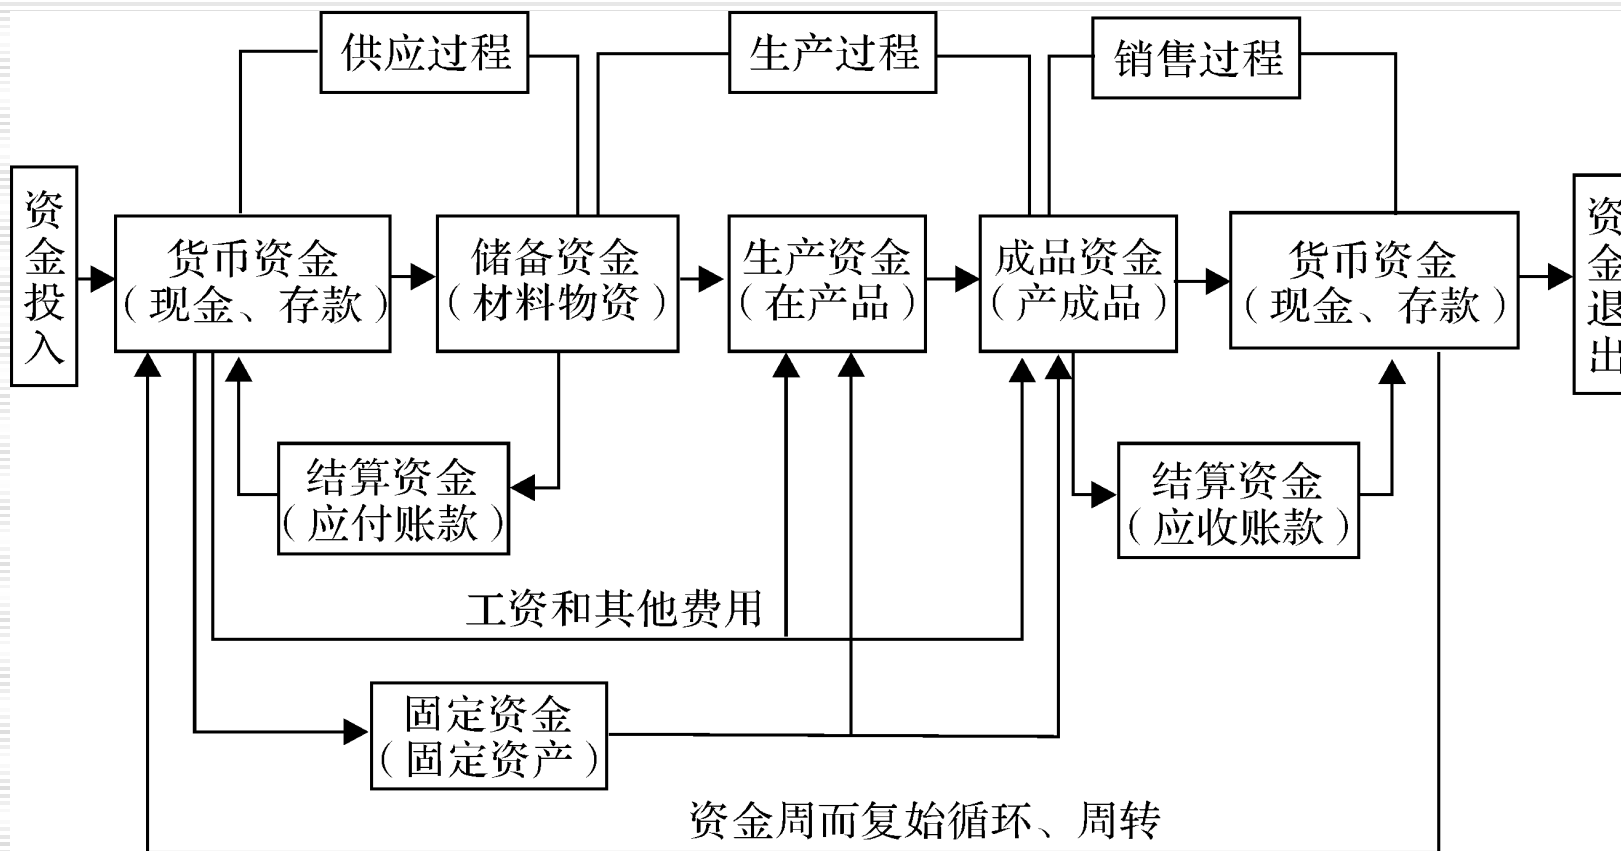 供应过程
生产过程
销售过程
资金投入
货币资金
（现金、存款）
储备资金
（材料物资）
生产资金
（在产品）
成品资金
（产成品）
货币资金
（现金、存款）
资金退出
结算资金
（应付账款）
结算资金
（应收账款）
工资和其他费用
固定资金
（固定资产）
资金周而复始循环、周转